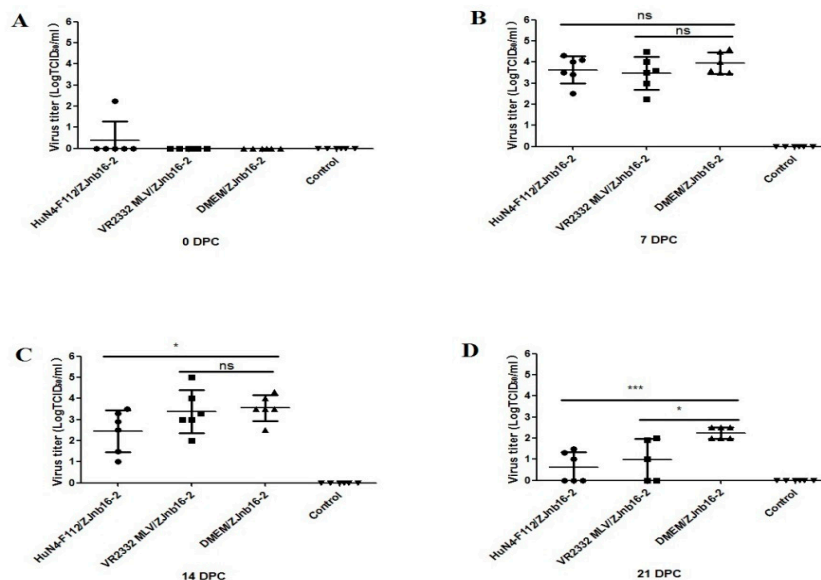 A
Virus titer (LogTCID50/ml)
6
5
4
3
2
1
0
HuN4-F112/ZJnb16-2
VR2332 MLV/ZJnb16-2
DMEM/ZJnb16-2
Control
0 DPC
B
Virus titer (LogTCID50/ml)
6
5
4
3
2
1
0
ns
ns
HuN4-F112/ZJnb16-2
VR2332 MLV/ZJnb16-2
DMEM/ZJnb16-2
Control
7 DPC
C
Virus titer (LogTCID50/ml)
6
5
4
3
2
1
0
*
ns
HuN4-F112/ZJnb16-2
VR2332 MLV/ZJnb16-2
DMEM/ZJnb16-2
Control
14 DPC
D
Virus titer (LogTCID50/ml)
6
5
4
3
2
1
0
***
*
HuN4-F112/ZJnb16-2
VR2332 MLV/ZJnb16-2
DMEM/ZJnb16-2
Control
21 DPC